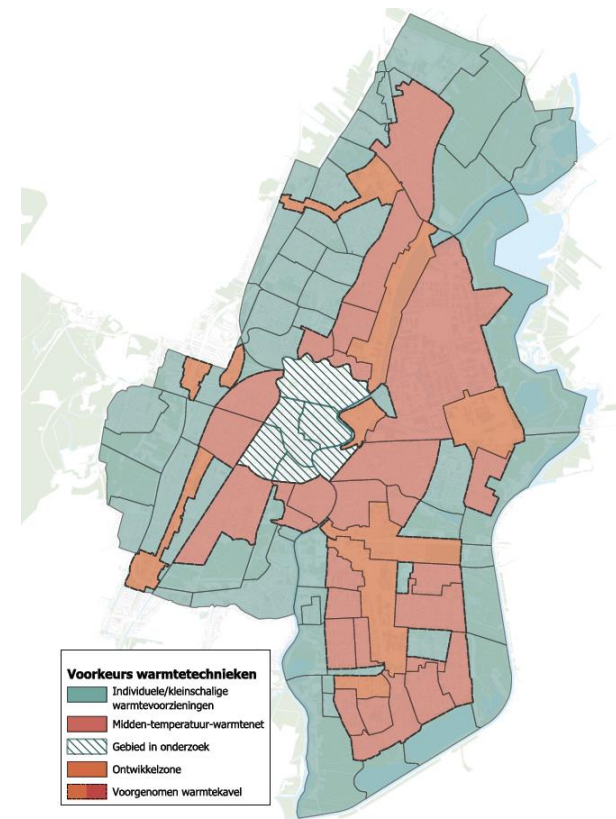 Voorkeurs warmtetechnieken
Individuele/kleinschalige
warmtevoorzieningen
Midden-temperatuur-warmtenet
Gebied in onderzoek
Ontwikkelzone
Voorgenomen warmtekavel